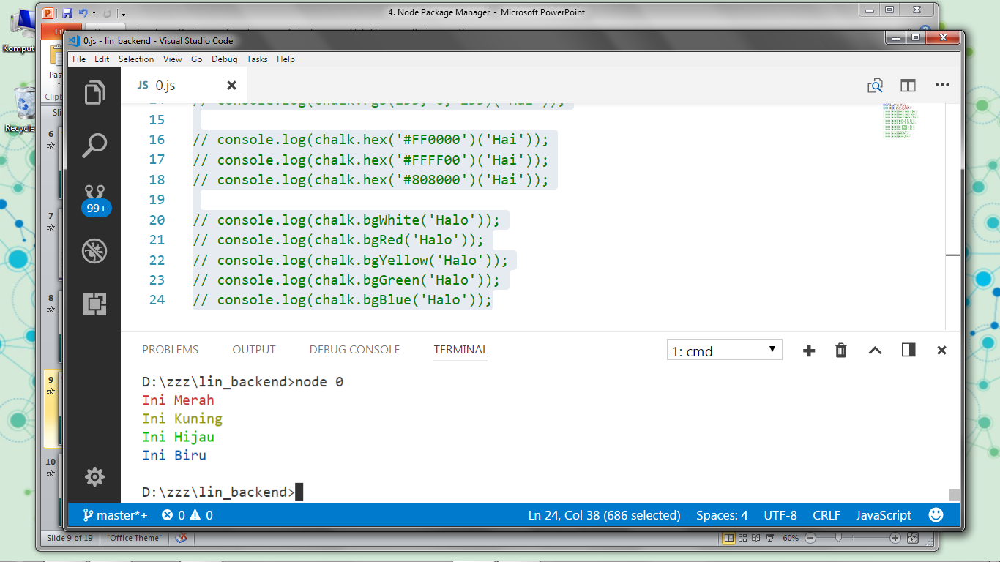 4. Node Package Manager - Microsoft PowerPoint
0.js - lin_backend - Visual Studio Code
File Edit Selection View Go Debug Tasks Help
Komput
Recycle
JS 0.js
15
16 // console.log(chalk.hex('#FF0000')('Hai'));
17 // console.log(chalk.hex('#FFFF00')('Hai'));
18 // console.log(chalk.hex('#808000')('Hai'));
19
20 // console.log(chalk.bgWhite('Halo'));
21 // console.log(chalk.bgRed('Halo'));
22 // console.log(chalk.bgYellow('Halo'));
23 // console.log(chalk.bgGreen('Halo'));
24 // console.log(chalk.bgBlue('Halo'));
99+
6
7
8
9
10
PROBLEMS OUTPUT DEBUG CONSOLE TERMINAL
1: cmd
D:\zzz\lin_backend>node 0
Ini Merah
Ini Kuning
Ini Hijau
Ini Biru
D:\zzz\lin_backend>
master*+ 0 0 Ln 24, Col 38 (686 selected) Spaces: 4 UTF-8 CRLF JavaScript
Slide 9 of 19 "Office Theme" 60%